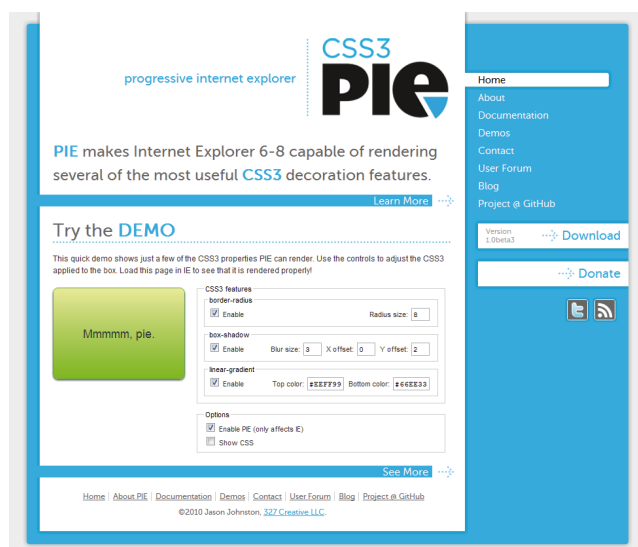 CSS3
progressive internet explorer
PIE
PIE makes Internet Explorer 6-8 capable of rendering
several of the most useful CSS3 decoration features.
Learn More
Home
About
Documentation
Demos
Contact
User Forum
Blog
Project @ GitHub
Version
1.0beta3
Download
Donate
Try the DEMO
This quick demo shows just a few of the CSS3 properties PIE can render. Use the controls to adjust the CSS3
applied to the box. Load this page in IE to see that it is rendered properly!
Mmmmm, pie.
CSS3 features
border-radius
Enable Radius size: 8
box-shadow
Enable Blur size: 3 X offset: 0 Y offset: 2
linear-gradient
Enable Top color: #EEFF99 Bottom color: #66EE33
Options
Enable PIE (only affects IE)
Show CSS
See More
Home | About PIE | Documentation | Demos | Contact | User Forum | Blog | Project @ GitHub
©2010 Jason Johnston, 327 Creative LLC.